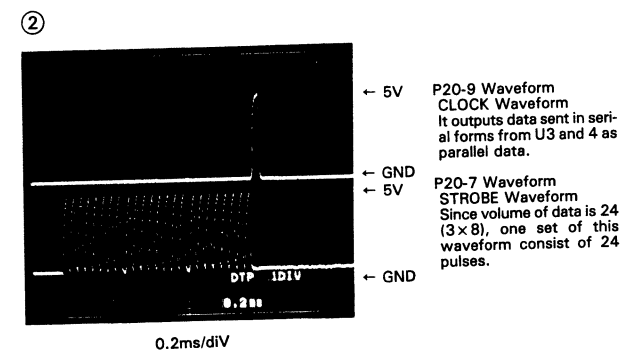 ②
← 5V
P20-9 Waveform
CLOCK Waveform
It outputs data sent in seri-
al forms from U3 and 4 as
parallel data.
← GND
← 5V
P20-7 Waveform
STROBE Waveform
Since volume of data is 24
(3×8), one set of this
waveform consist of 24
pulses.
DTP 1DIV
← GND
0.2ms
0.2ms/diV